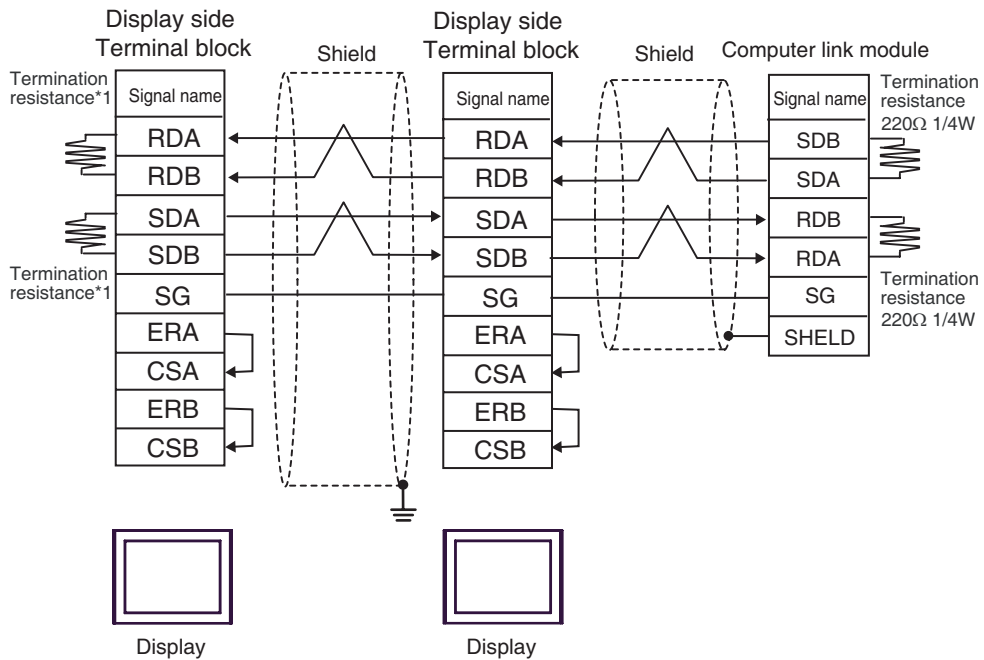 Display side
Terminal block
Shield
Display side
Terminal block
Shield
Computer link module
Termination
resistance*1
Signal name
RDA
RDB
SDA
SDB
SG
ERA
CSA
ERB
CSB
Termination
resistance*1
Signal name
RDA
RDB
SDA
SDB
SG
ERA
CSA
ERB
CSB
Signal name
SDB
SDA
RDB
RDA
SG
SHELD
Termination
resistance
220Ω 1/4W
Termination
resistance
220Ω 1/4W
Display
Display